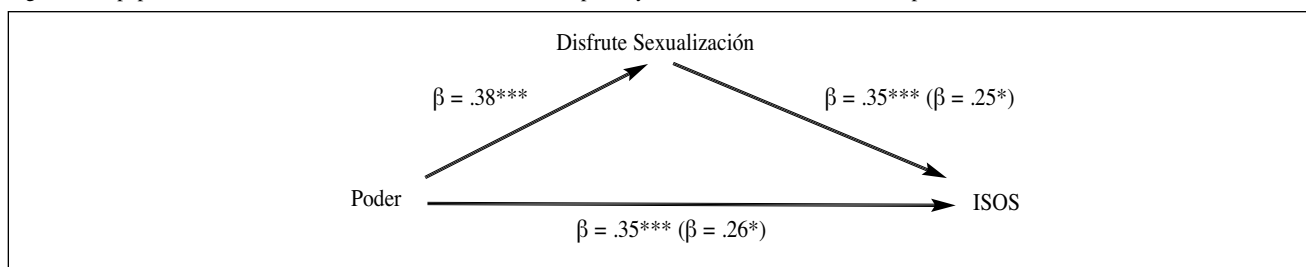 Disfrute Sexualización
β = .38***
β = .35*** (β = .25*)
Poder
ISOS
β = .35*** (β = .26*)